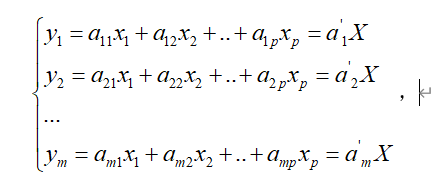 y₁ = a₁₁x₁ + a₁₂x₂ + ..+ a₁ₚxₚ = a'₁X
y₂ = a₂₁x₁ + a₂₂x₂ + ..+ a₂ₚxₚ = a'₂X
...
yₘ = aₘ₁x₁ + aₘ₂x₂ + ..+ aₘₚxₚ = a'ₘX ，